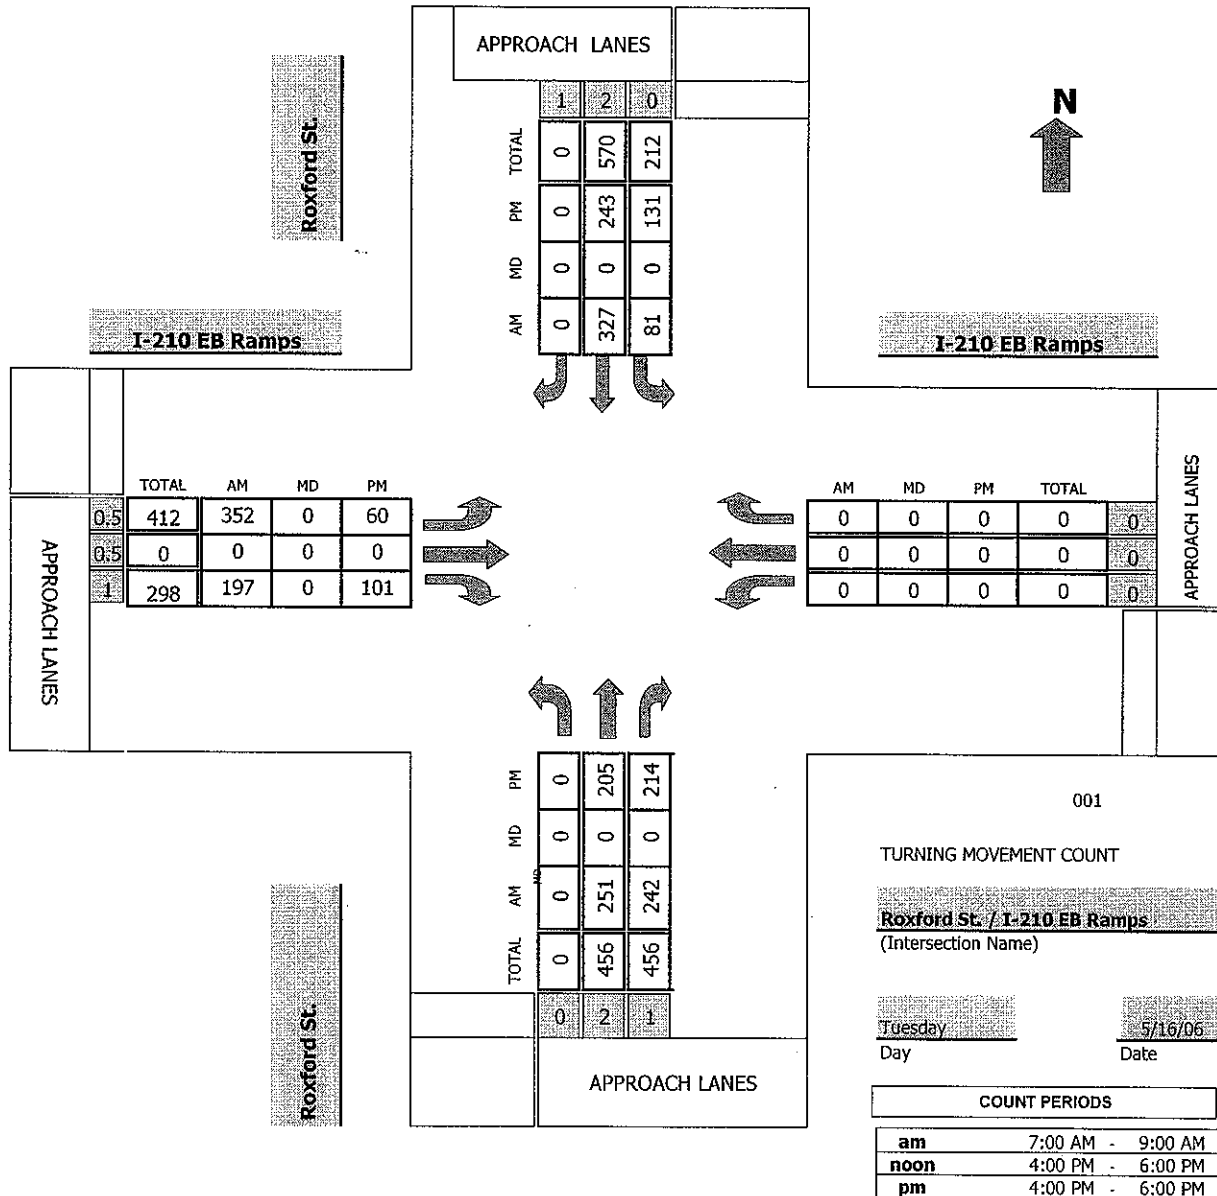 APPROACH LANES
1 2 0
Roxford St.
N
TOTAL 0 570 212
PM 0 243 131
MD 0 0 0
AM 0 327 81
I-210 EB Ramps
I-210 EB Ramps
TOTAL AM MD PM
0.5 412 352 0 60
0.5 0 0 0 0
1 298 197 0 101
APPROACH LANES
AM MD PM TOTAL
0 0 0 0 0
0 0 0 0 0
0 0 0 0 0
APPROACH LANES
PM 0 205 214
MD 0 0 0
MD
AM 0 251 242
TOTAL 0 456 456
0 2 1
APPROACH LANES
Roxford St.
001
TURNING MOVEMENT COUNT
Roxford St. / I-210 EB Ramps
(Intersection Name)
Tuesday 5/16/06
Day Date
COUNT PERIODS
am 7:00 AM - 9:00 AM
noon 4:00 PM - 6:00 PM
pm 4:00 PM - 6:00 PM